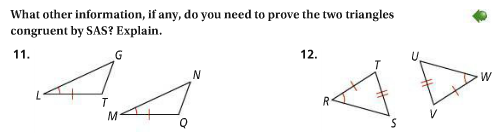 What other information, if any, do you need to prove the two triangles
congruent by SAS? Explain.
11. 12.
G
L
T
M
N
Q
T
R
S
U
W
V